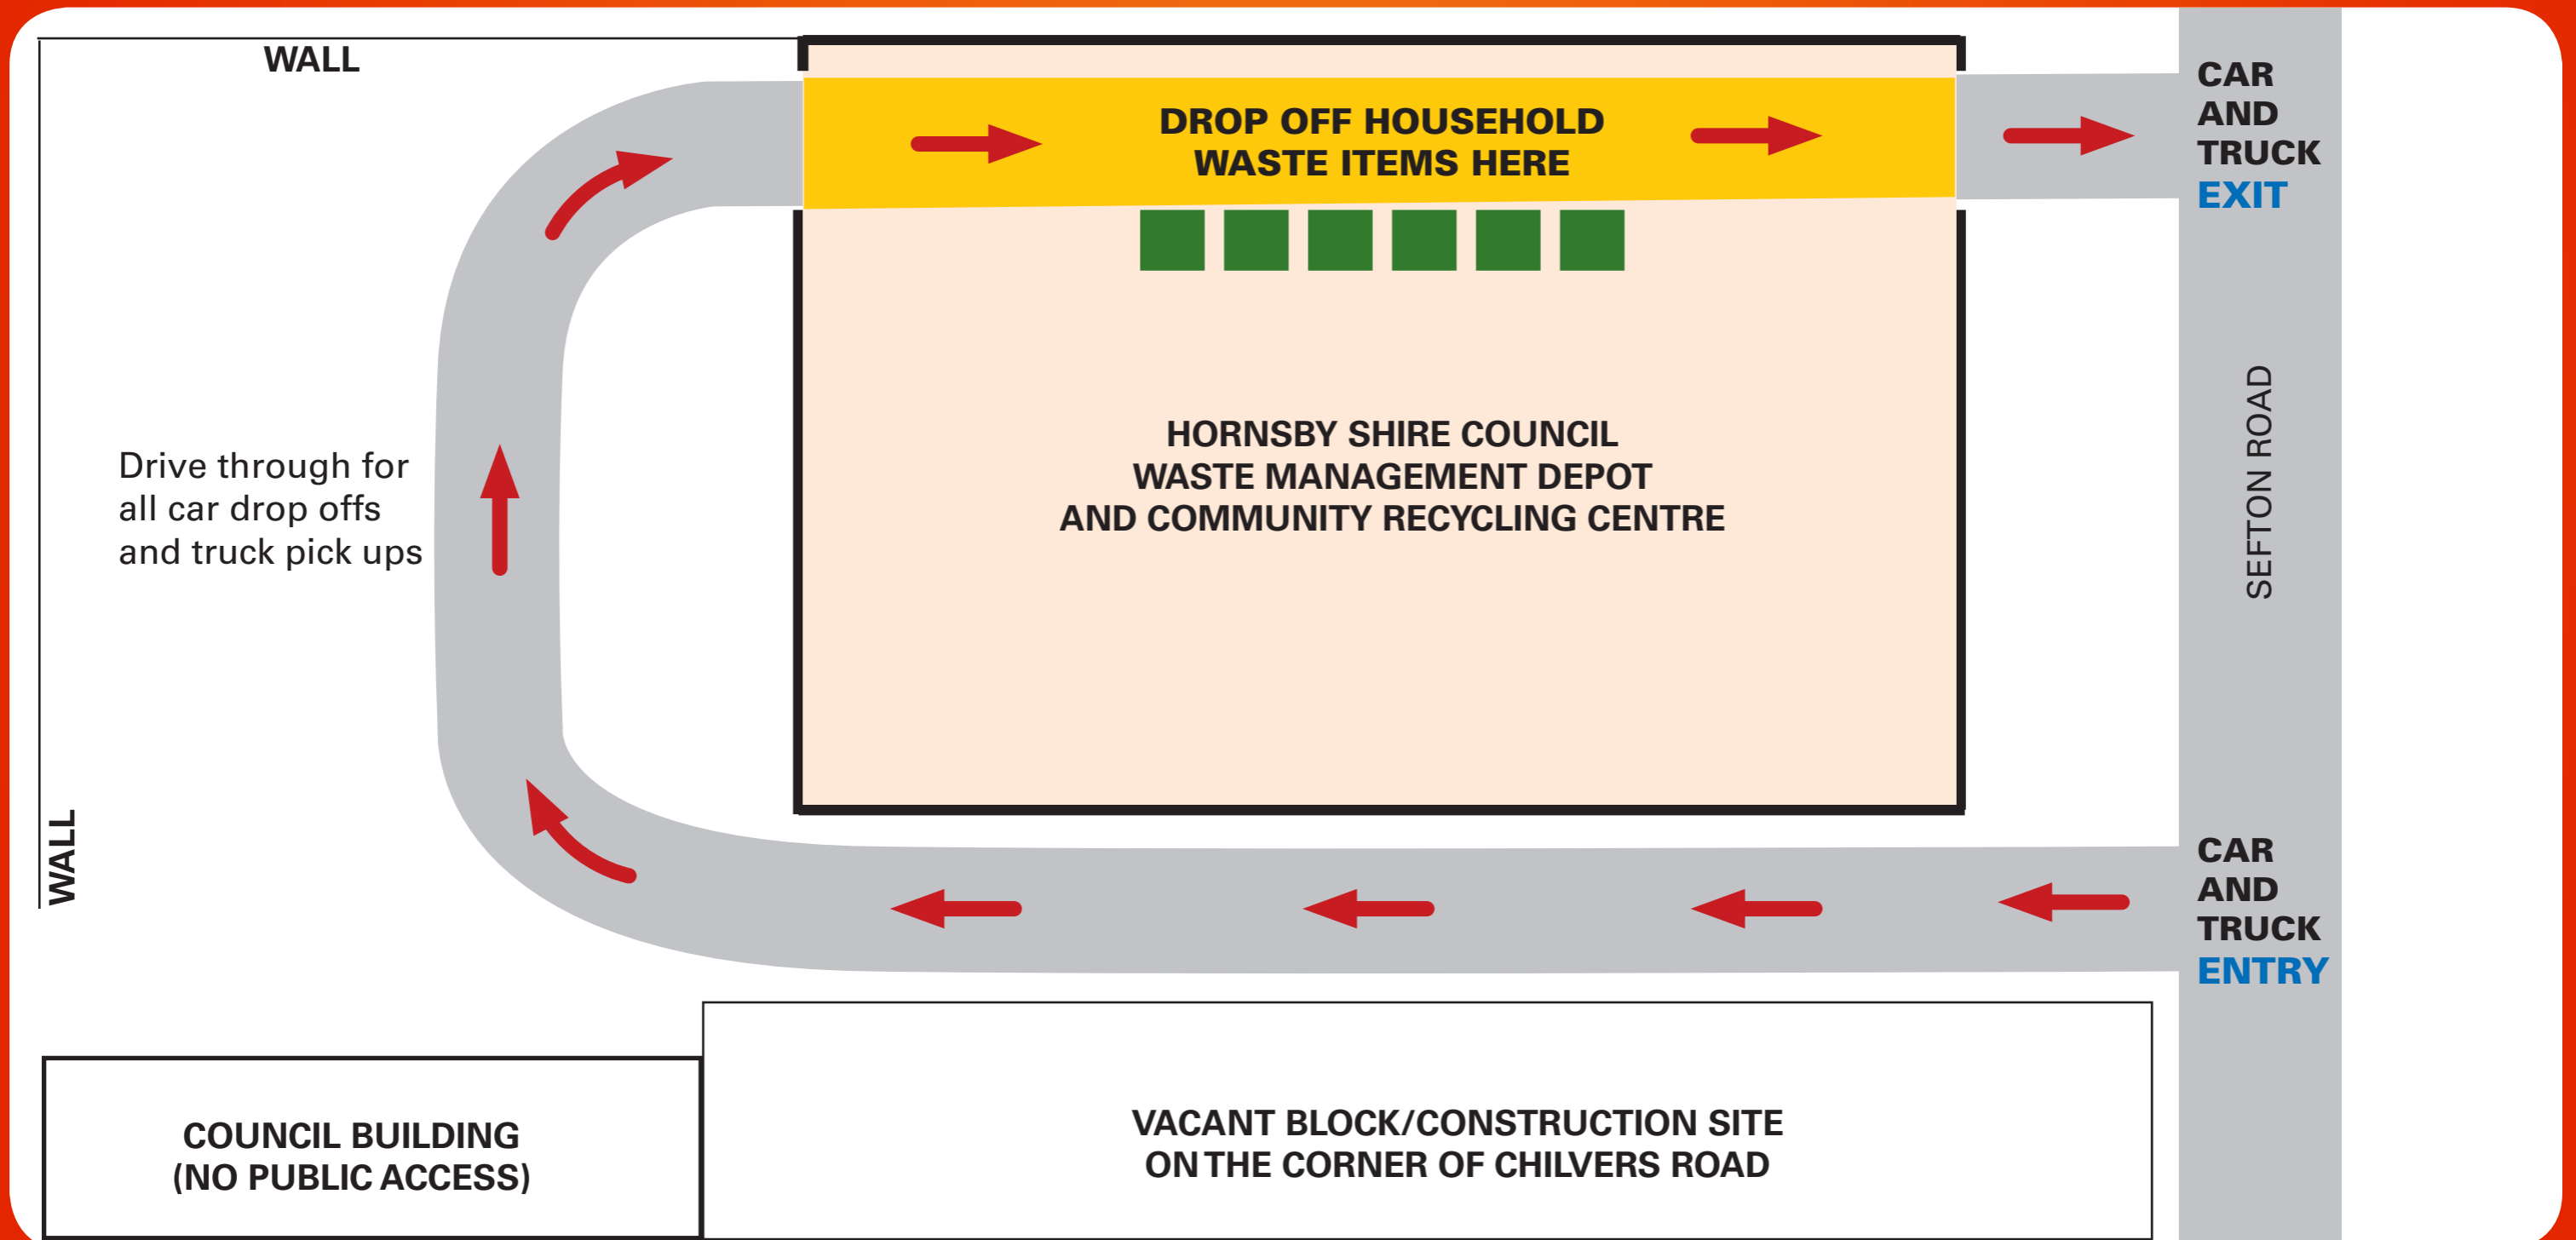 WALL
DROP OFF HOUSEHOLD
WASTE ITEMS HERE
CAR
AND
TRUCK
EXIT
HORNSBY SHIRE COUNCIL
WASTE MANAGEMENT DEPOT
AND COMMUNITY RECYCLING CENTRE
Drive through for
all car drop offs
and truck pick ups
SEFTON ROAD
WALL
CAR
AND
TRUCK
ENTRY
COUNCIL BUILDING
(NO PUBLIC ACCESS)
VACANT BLOCK/CONSTRUCTION SITE
ON THE CORNER OF CHILVERS ROAD